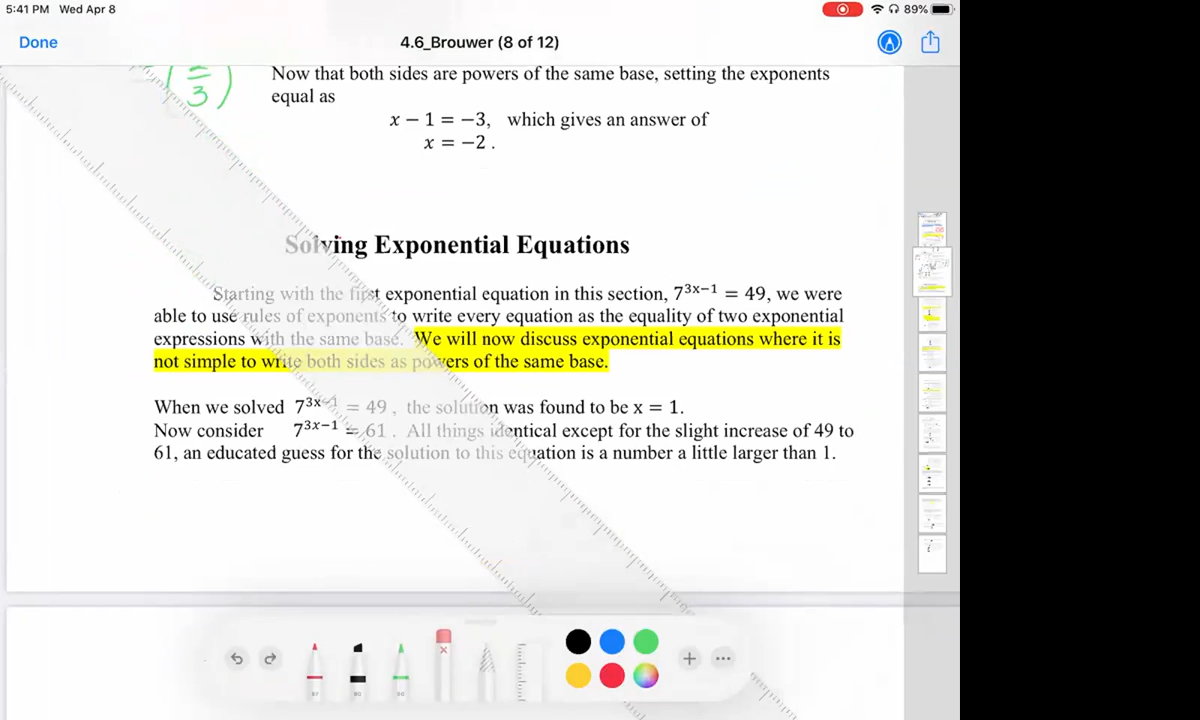 5:41 PM Wed Apr 8
89%
Done
4.6_Brouwer (8 of 12)
3
Now that both sides are powers of the same base, setting the exponents
equal as
x − 1 = −3, which gives an answer of
x = −2 .
Solving Exponential Equations
Starting with the first exponential equation in this section, 7^{3x−1} = 49, we were
able to use rules of exponents to write every equation as the equality of two exponential
expressions with the same base. We will now discuss exponential equations where it is
not simple to write both sides as powers of the same base.
When we solved 7^{3x−1} = 49 , the solution was found to be x = 1.
Now consider 7^{3x−1} = 61 . All things identical except for the slight increase of 49 to
61, an educated guess for the solution to this equation is a number a little larger than 1.